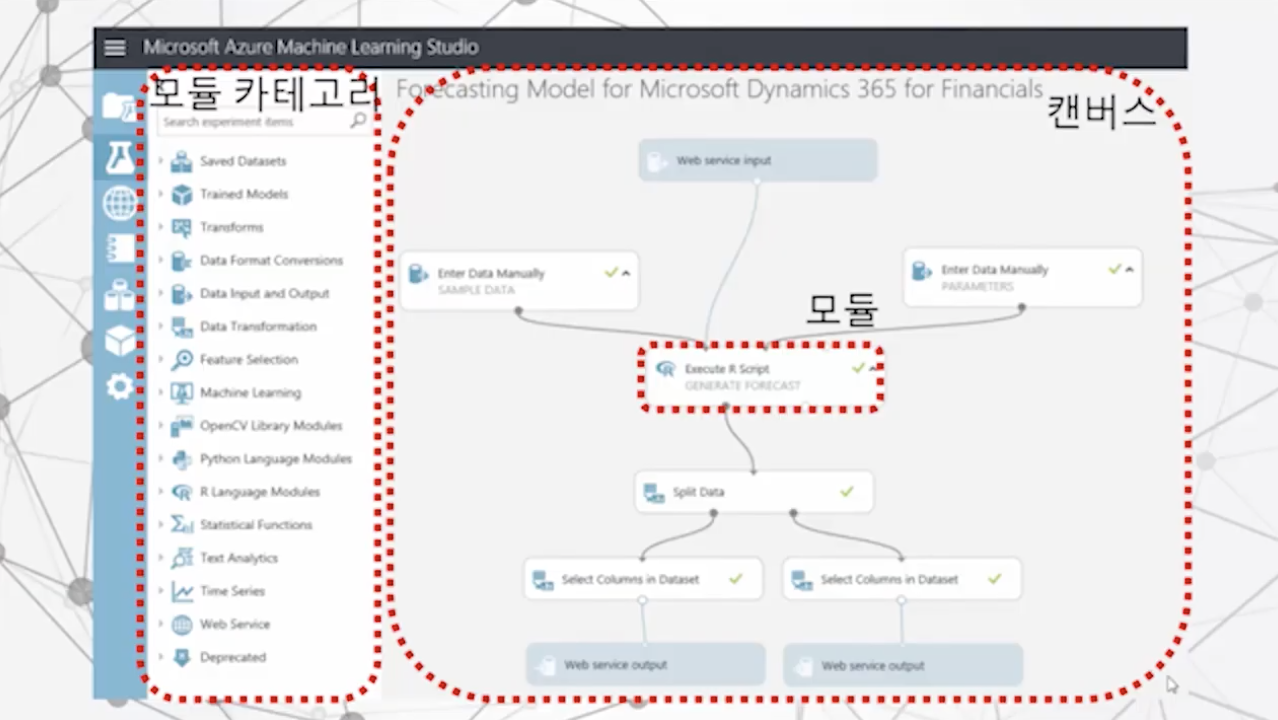 Microsoft Azure Machine Learning Studio
모듈 카테고리
Forecasting Model for Microsoft Dynamics 365 for Financials
캔버스
Search experiment items
Saved Datasets
Trained Models
Transforms
Data Format Conversions
Data Input and Output
Data Transformation
Feature Selection
Machine Learning
OpenCV Library Modules
Python Language Modules
R Language Modules
Statistical Functions
Text Analytics
Time Series
Web Service
Deprecated
Web service input
Enter Data Manually
SAMPLE DATA
Enter Data Manually
PARAMETERS
모듈
Execute R Script
GENERATE FORECAST
Split Data
Select Columns in Dataset
Select Columns in Dataset
Web service output
Web service output